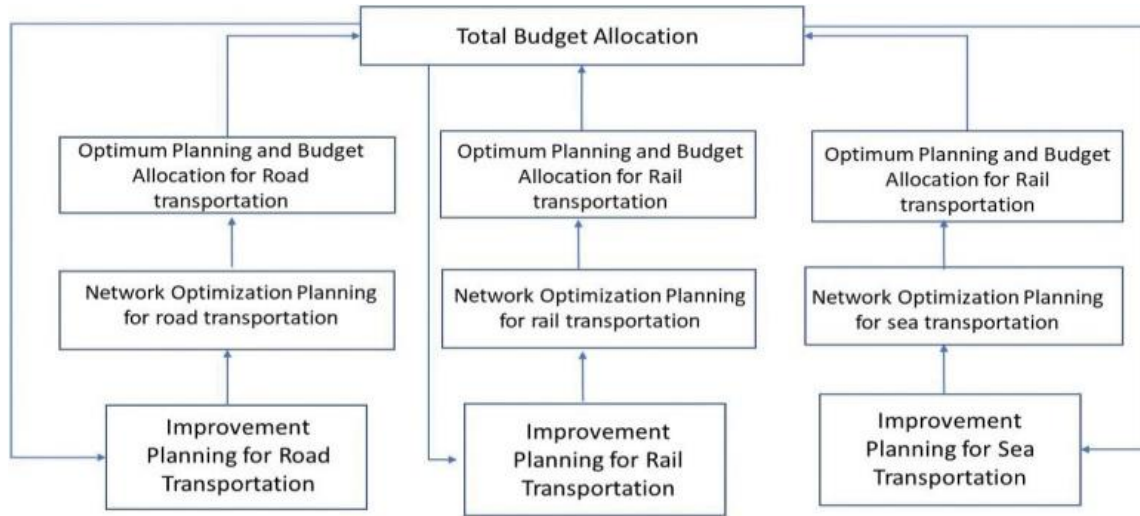 Total Budget Allocation
Optimum Planning and Budget
Allocation for Road
transportation
Optimum Planning and Budget
Allocation for Rail
transportation
Optimum Planning and Budget
Allocation for Rail
transportation
Network Optimization Planning
for road transportation
Network Optimization Planning
for rail transportation
Network Optimization Planning
for sea transportation
Improvement
Planning for Road
Transportation
Improvement
Planning for Rail
Transportation
Improvement
Planning for Sea
Transportation